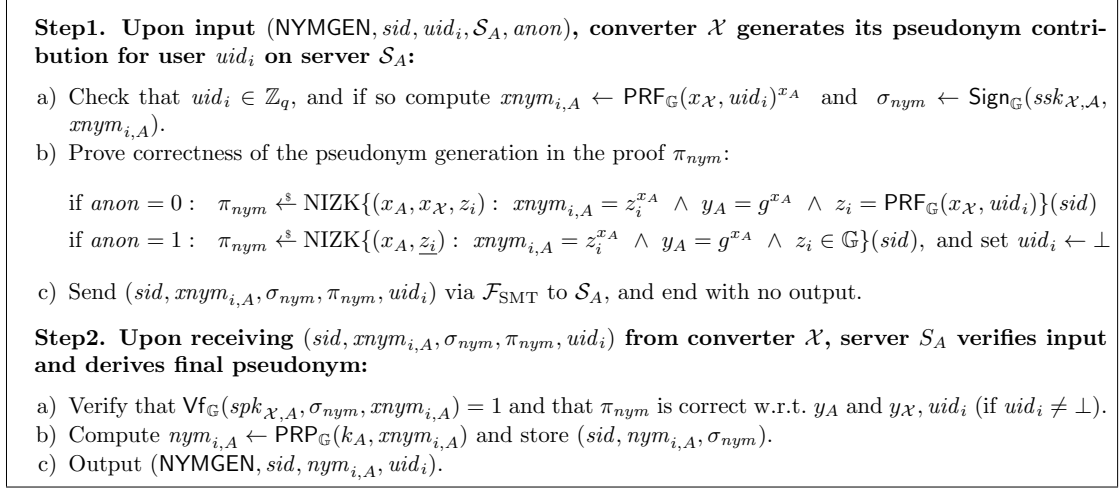 Step1. Upon input (NYMGEN, sid, uid_i, 𝒮_A, anon), converter 𝒳 generates its pseudonym contri-
bution for user uid_i on server 𝒮_A:
a) Check that uid_i ∈ ℤ_q, and if so compute xnym_{i,A} ← PRF_𝔾(x_𝒳, uid_i)^{x_A} and σ_nym ← Sign_𝔾(ssk_{𝒳,𝒜},
xnym_{i,A}).
b) Prove correctness of the pseudonym generation in the proof π_nym:
if anon = 0 : π_nym ←$ NIZK{(x_A, x_𝒳, z_i) : xnym_{i,A} = z_i^{x_A} ∧ y_A = g^{x_A} ∧ z_i = PRF_𝔾(x_𝒳, uid_i)}(sid)
if anon = 1 : π_nym ←$ NIZK{(x_A, z_i) : xnym_{i,A} = z_i^{x_A} ∧ y_A = g^{x_A} ∧ z_i ∈ 𝔾}(sid), and set uid_i ← ⊥
c) Send (sid, xnym_{i,A}, σ_nym, π_nym, uid_i) via ℱ_SMT to 𝒮_A, and end with no output.
Step2. Upon receiving (sid, xnym_{i,A}, σ_nym, π_nym, uid_i) from converter 𝒳, server S_A verifies input
and derives final pseudonym:
a) Verify that Vf_𝔾(spk_{𝒳,A}, σ_nym, xnym_{i,A}) = 1 and that π_nym is correct w.r.t. y_A and y_𝒳, uid_i (if uid_i ≠ ⊥).
b) Compute nym_{i,A} ← PRP_𝔾(k_A, xnym_{i,A}) and store (sid, nym_{i,A}, σ_nym).
c) Output (NYMGEN, sid, nym_{i,A}, uid_i).